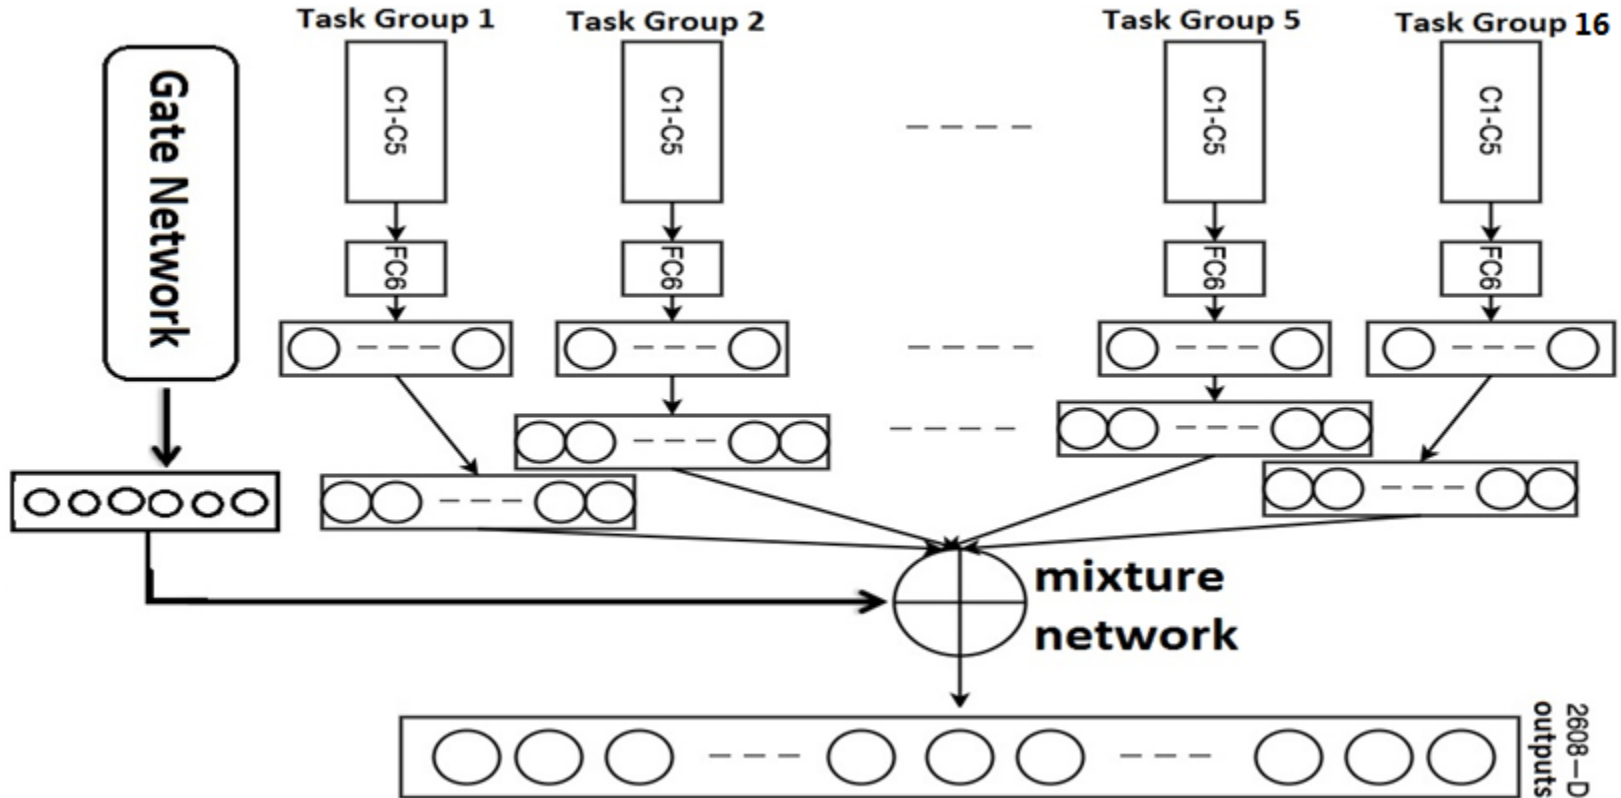 Task Group 1
Task Group 2
Task Group 5
Task Group 16
Gate Network
C1-C5
C1-C5
C1-C5
C1-C5
FC6
FC6
FC6
FC6
mixture
network
2608-D
outputs